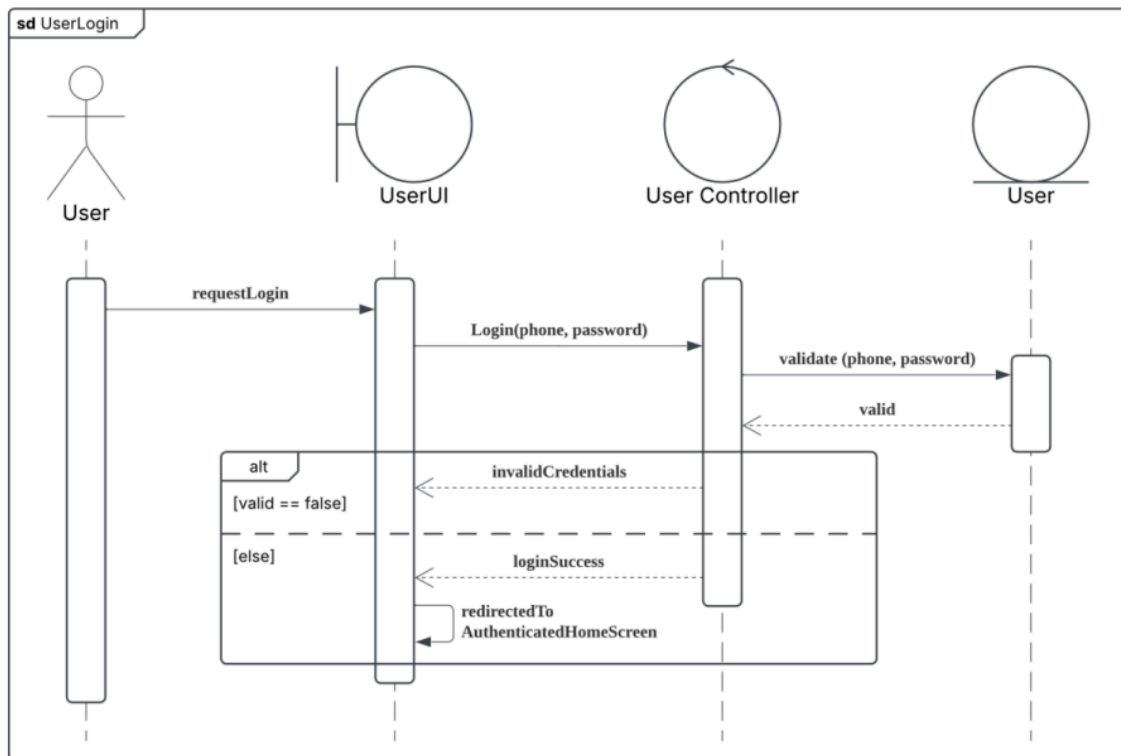 sd UserLogin
User
UserUI
User Controller
User
requestLogin
Login(phone, password)
validate (phone, password)
valid
alt
invalidCredentials
[valid == false]
[else]
loginSuccess
redirectedTo
AuthenticatedHomeScreen